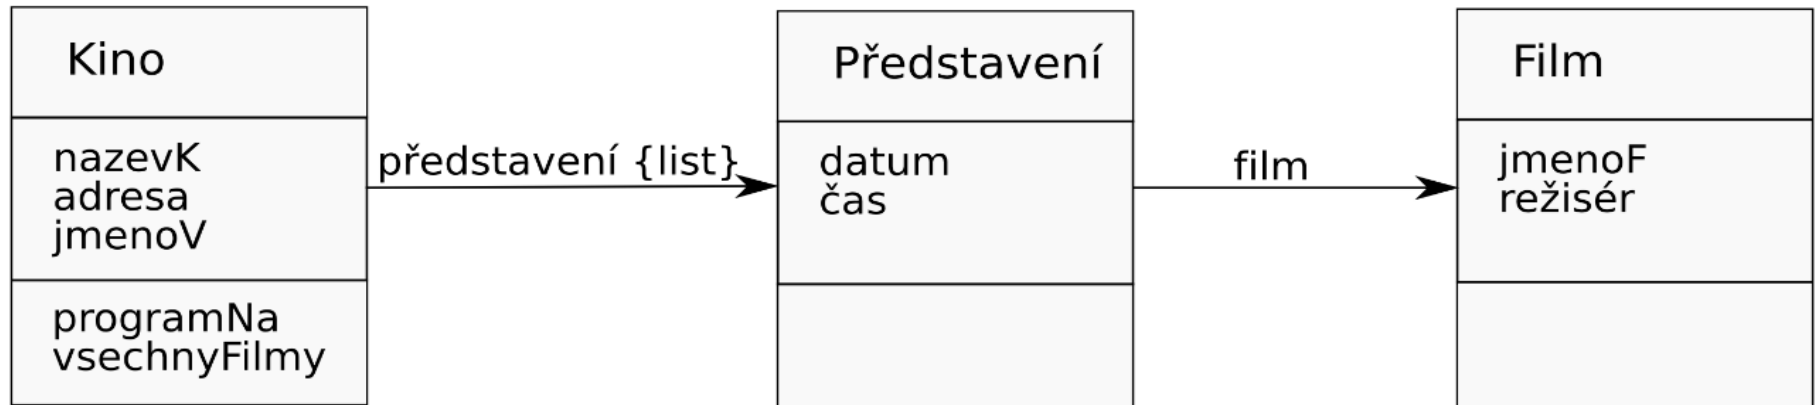 Kino
nazevK
adresa
jmenoV
programNa
vsechnyFilmy
představení {list}
Představení
datum
čas
film
Film
jmenoF
režisér